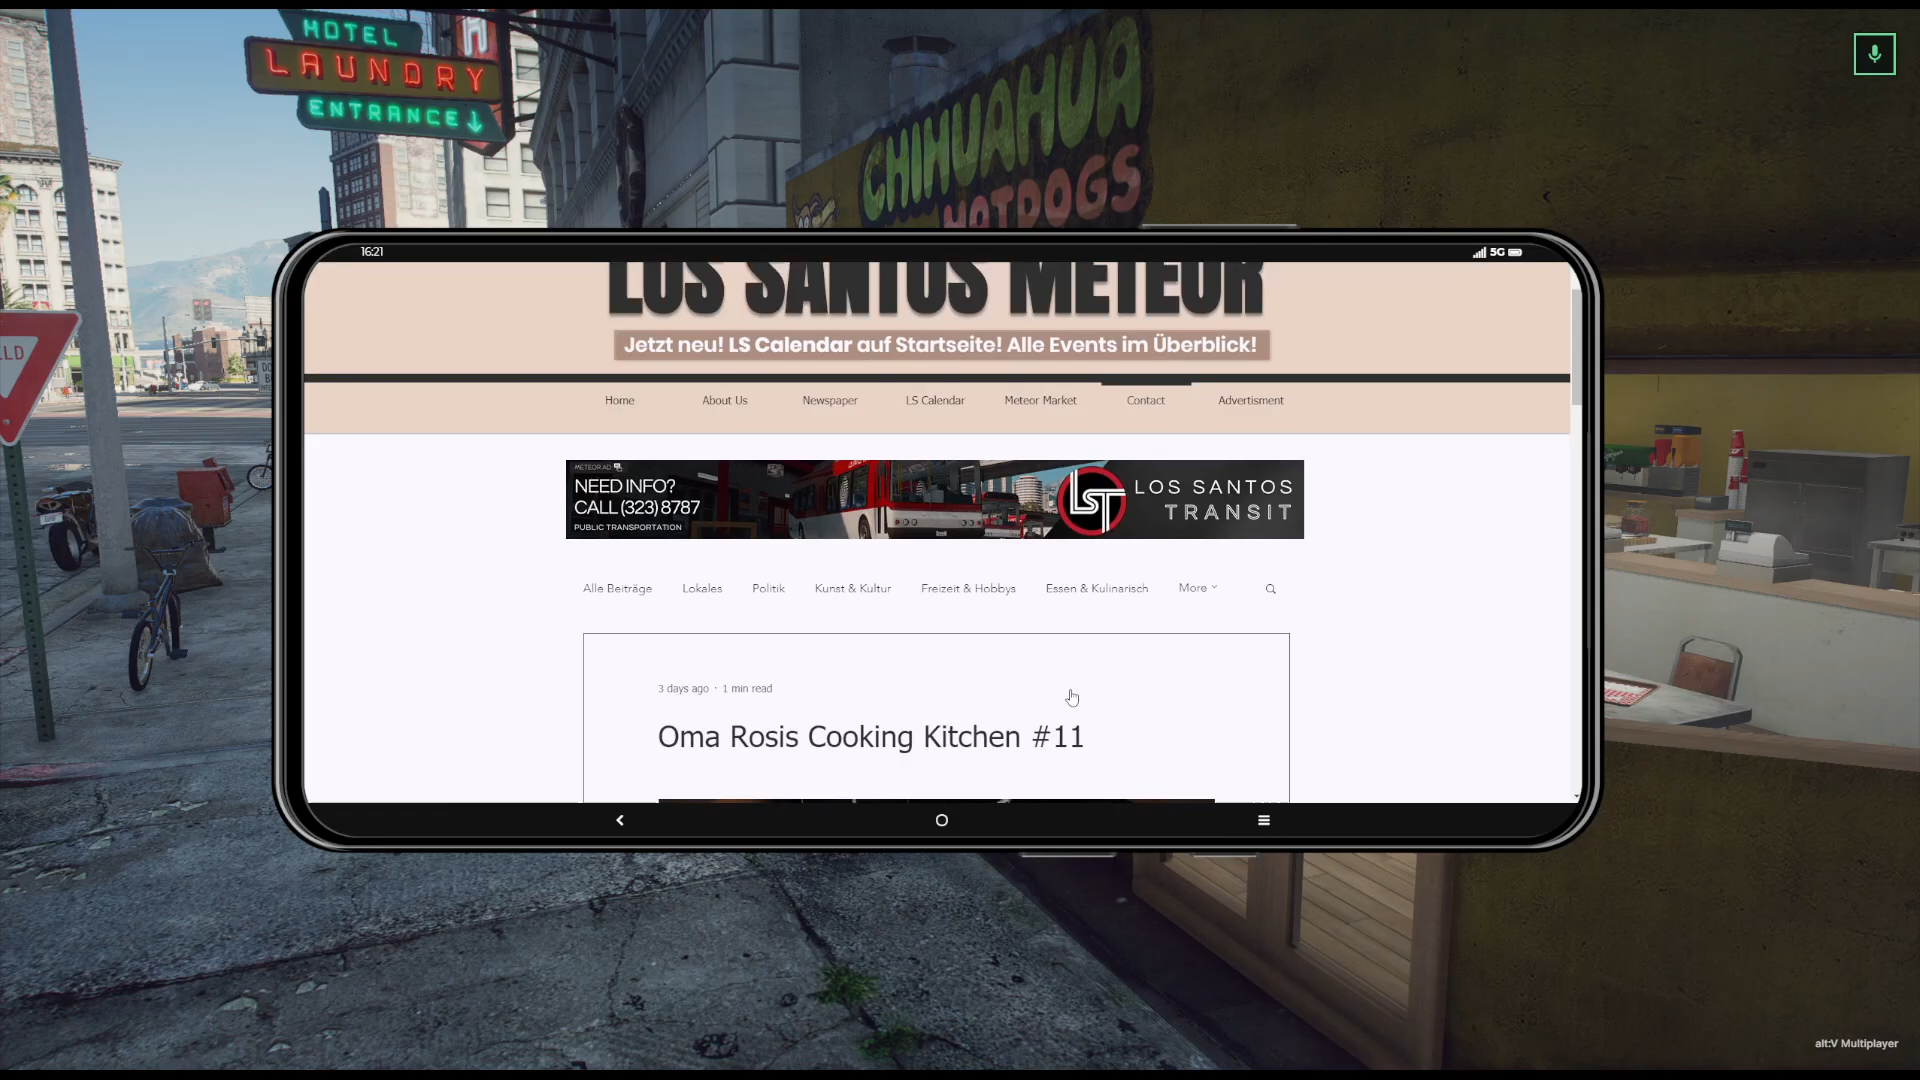 HOTEL
LAUNDRY
ENTRANCE↓
CHIHUAHUA
HOTDOGS
16:21
5G
LOS SANTOS METEOR
Jetzt neu! LS Calendar auf Startseite! Alle Events im Überblick!
Home
About Us
Newspaper
LS Calendar
Meteor Market
Contact
Advertisment
METEOR AD
NEED INFO?
CALL (323) 8787
PUBLIC TRANSPORTATION
LST
LOS SANTOS
TRANSIT
Alle Beiträge
Lokales
Politik
Kunst & Kultur
Freizeit & Hobbys
Essen & Kulinarisch
More
3 days ago · 1 min read
Oma Rosis Cooking Kitchen #11
alt:V Multiplayer